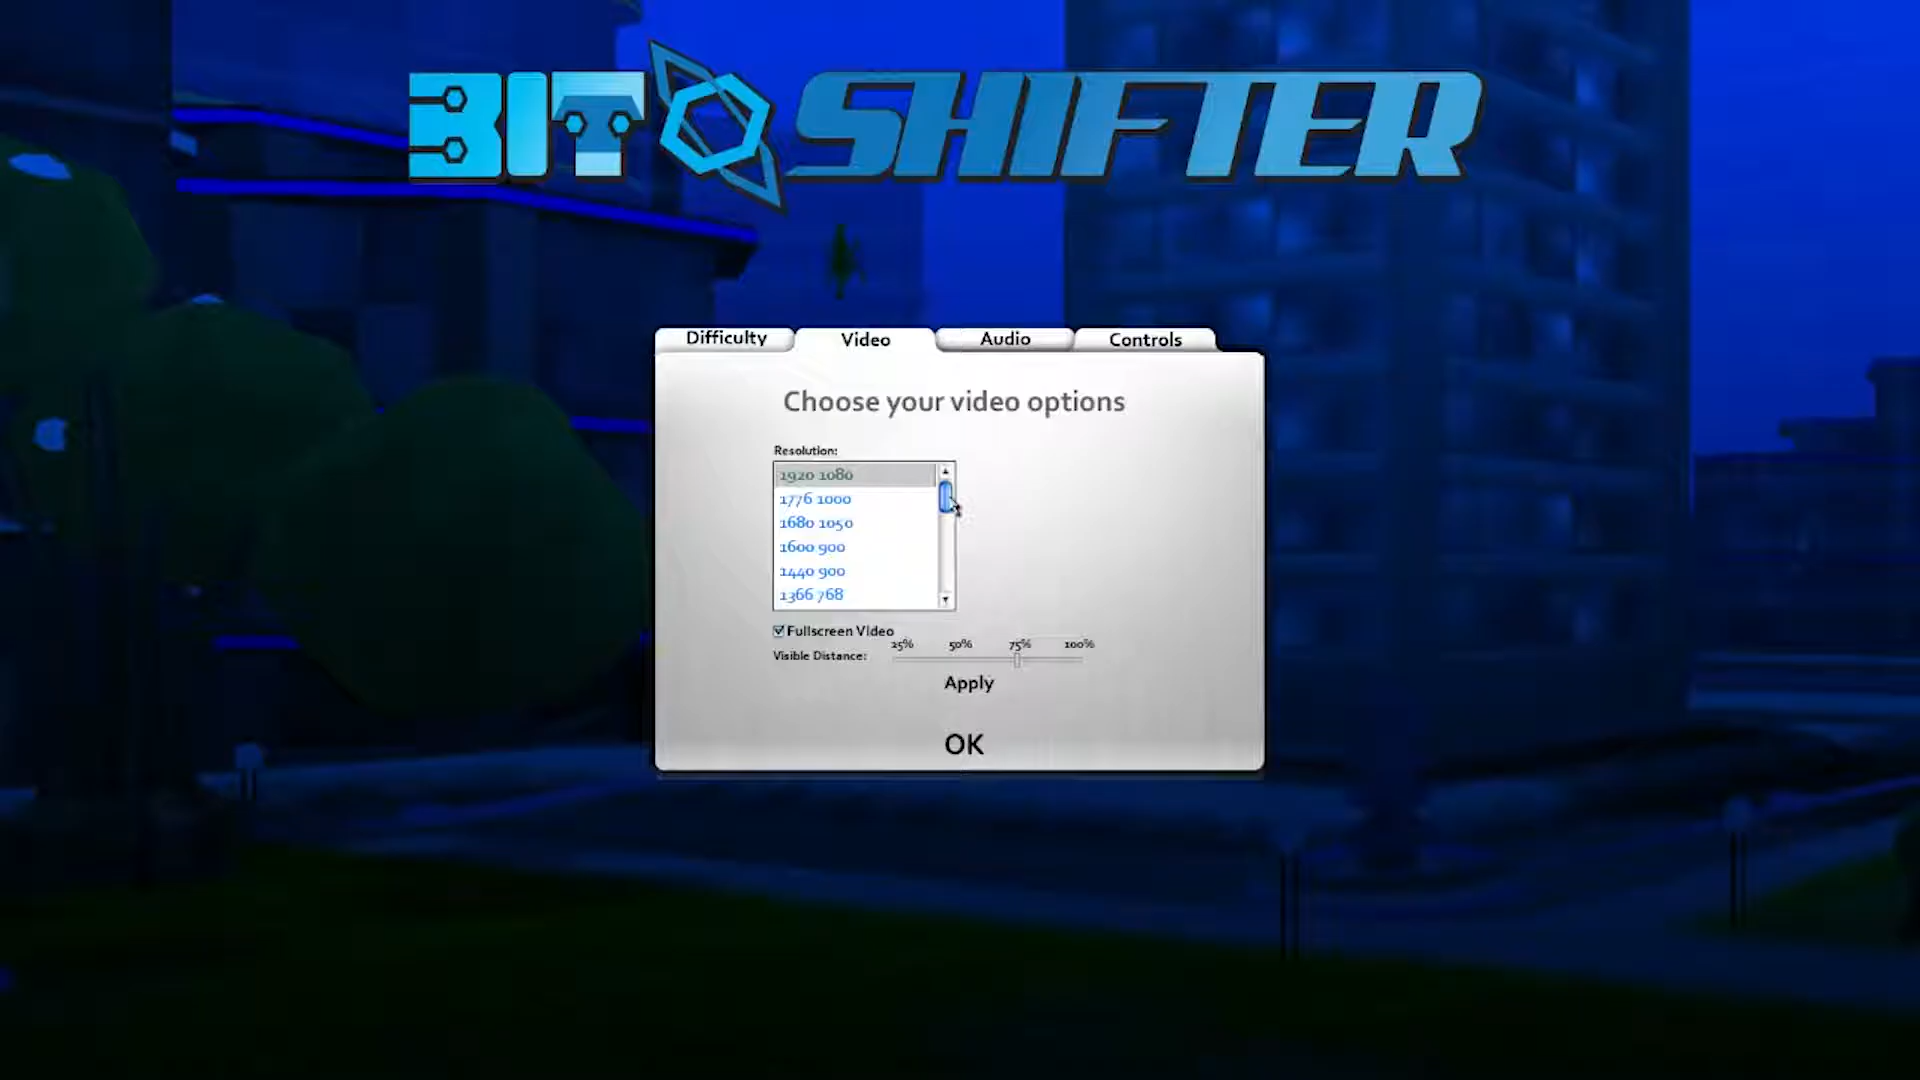 BIT SHIFTER
Difficulty Video Audio Controls
Choose your video options
Resolution:
1920 1080
1776 1000
1680 1050
1600 900
1440 900
1366 768
Fullscreen Video
25% 50% 75% 100%
Visible Distance:
Apply
OK